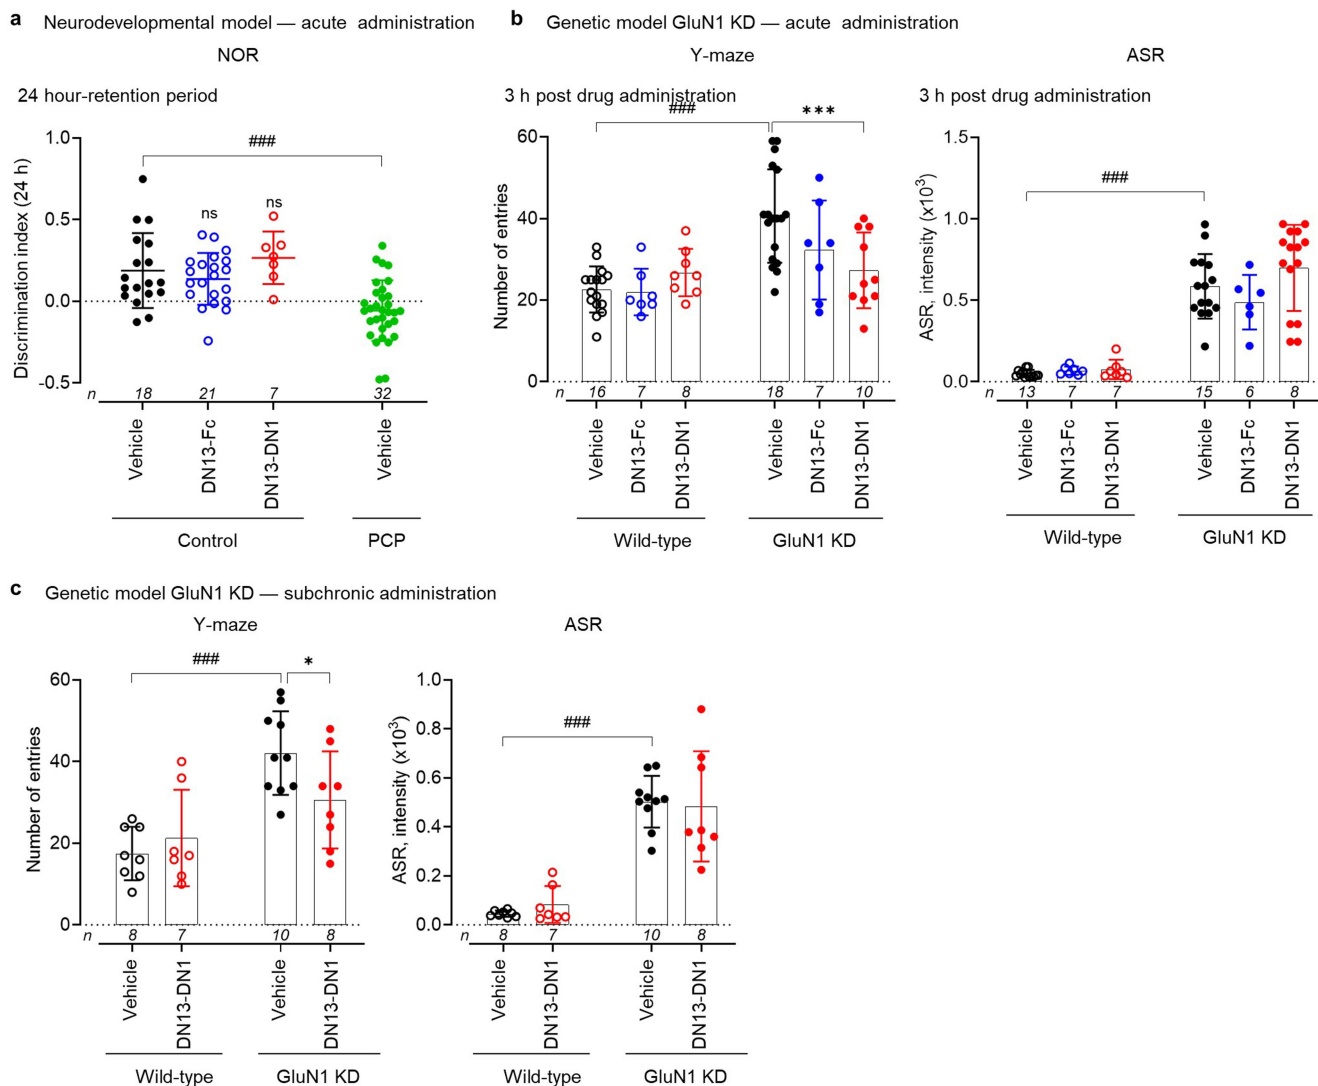 a Neurodevelopmental model — acute administration
NOR
24 hour-retention period
Discrimination index (24 h)
1.0
0.5
0.0
-0.5
###
ns
ns
n 18 21 7 32
Vehicle
DN13-Fc
DN13-DN1
Vehicle
Control
PCP
b Genetic model GluN1 KD — acute administration
Y-maze
3 h post drug administration
Number of entries
60
40
20
0
###
***
n 16 7 8 18 7 10
Vehicle
DN13-Fc
DN13-DN1
Vehicle
DN13-Fc
DN13-DN1
Wild-type
GluN1 KD
ASR
3 h post drug administration
ASR, intensity (x10³)
1.5
1.0
0.5
0.0
###
n 13 7 7 15 6 8
Vehicle
DN13-Fc
DN13-DN1
Vehicle
DN13-Fc
DN13-DN1
Wild-type
GluN1 KD
c Genetic model GluN1 KD — subchronic administration
Y-maze
Number of entries
60
40
20
0
###
*
n 8 7 10 8
Vehicle
DN13-DN1
Vehicle
DN13-DN1
Wild-type
GluN1 KD
ASR
ASR, intensity (x10³)
1.0
0.8
0.6
0.4
0.2
0.0
###
n 8 7 10 8
Vehicle
DN13-DN1
Vehicle
DN13-DN1
Wild-type
GluN1 KD